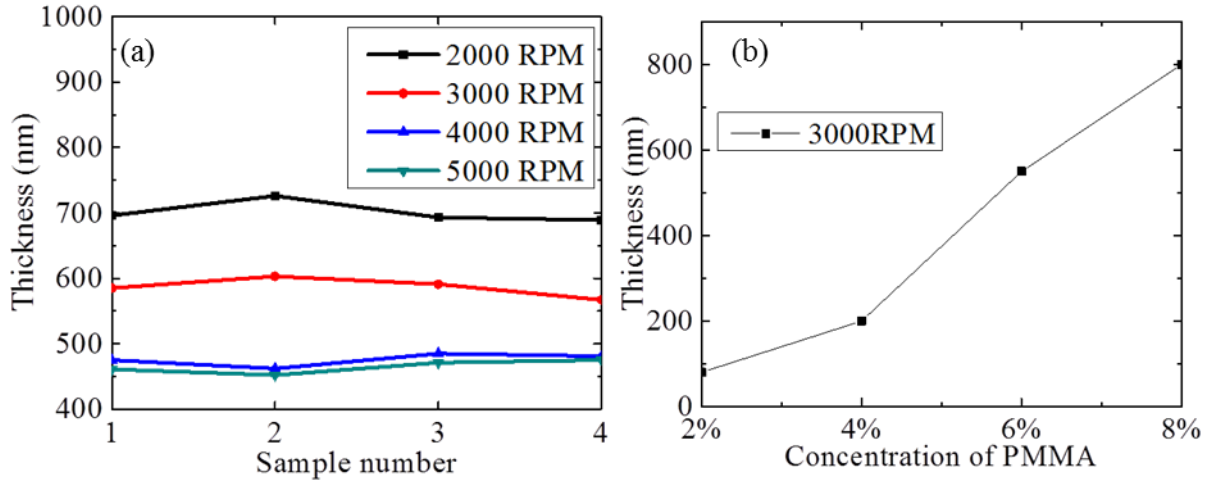 (a)
2000 RPM
3000 RPM
4000 RPM
5000 RPM
Thickness (nm)
1000
900
800
700
600
500
400
1 2 3 4
Sample number
(b)
3000RPM
Thickness (nm)
800
600
400
200
0
2% 4% 6% 8%
Concentration of PMMA